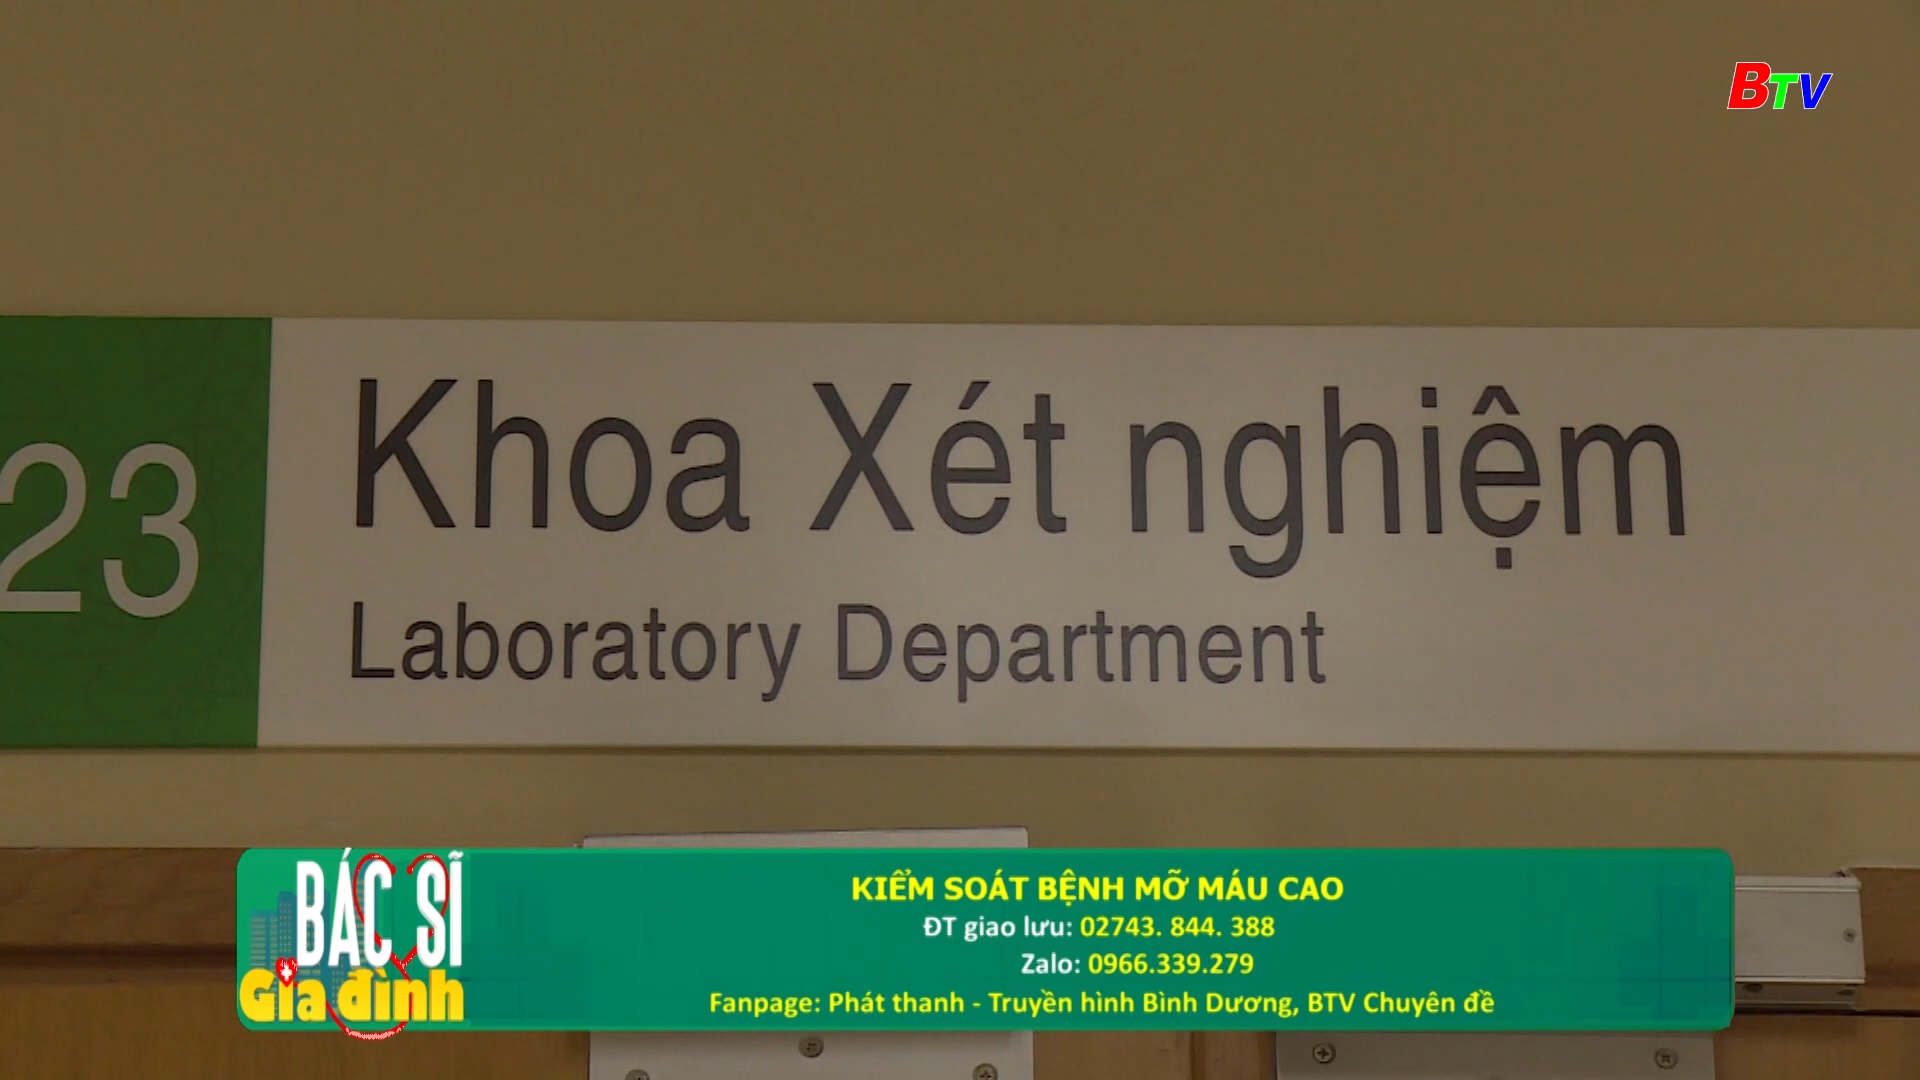 BTV
23
Khoa Xét nghiệm
Laboratory Department
BÁC SĨ
Gia đình
KIỂM SOÁT BỆNH MỠ MÁU CAO
ĐT giao lưu: 02743. 844. 388
Zalo: 0966.339.279
Fanpage: Phát thanh - Truyền hình Bình Dương, BTV Chuyên đề